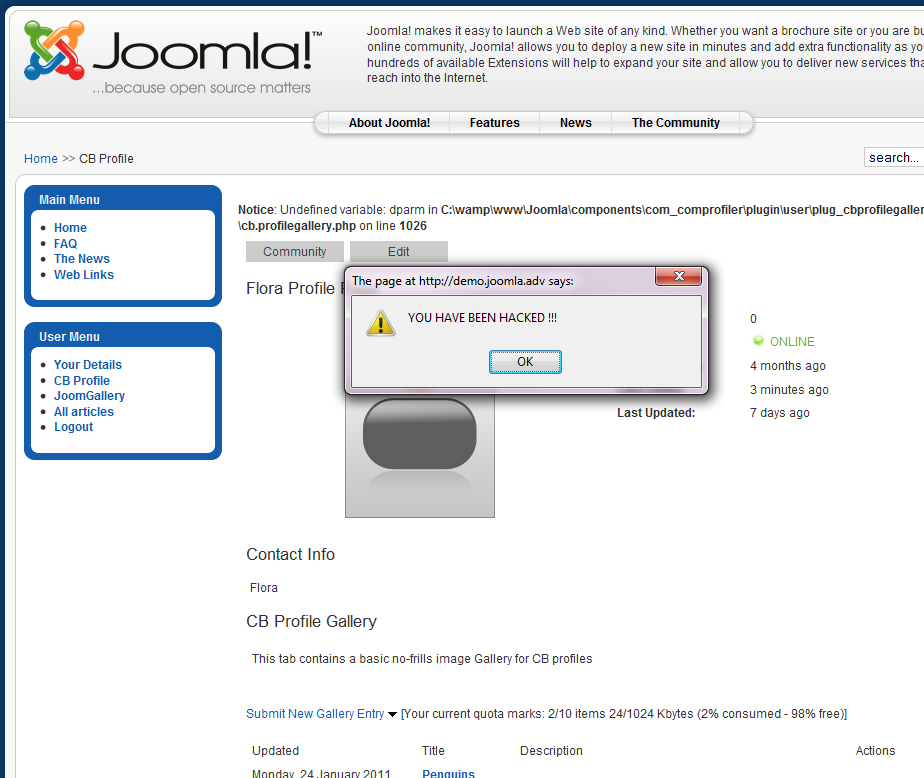 Joomla!™
...because open source matters
Joomla! makes it easy to launch a Web site of any kind. Whether you want a brochure site or you are bu
online community, Joomla! allows you to deploy a new site in minutes and add extra functionality as you
hundreds of available Extensions will help to expand your site and allow you to deliver new services tha
reach into the Internet.
About Joomla! Features News The Community
Home >> CB Profile
search...
Main Menu
Home
FAQ
The News
Web Links
User Menu
Your Details
CB Profile
JoomGallery
All articles
Logout
Notice: Undefined variable: dparm in C:\wamp\www\Joomla\components\com_comprofiler\plugin\user\plug_cbprofilegaller
\cb.profilegallery.php on line 1026
Community Edit
Flora Profile
The page at http://demo.joomla.adv says:
YOU HAVE BEEN HACKED !!!
OK
0
ONLINE
4 months ago
3 minutes ago
Last Updated: 7 days ago
Contact Info
Flora
CB Profile Gallery
This tab contains a basic no-frills image Gallery for CB profiles
Submit New Gallery Entry [Your current quota marks: 2/10 items 24/1024 Kbytes (2% consumed - 98% free)]
Updated Title Description Actions
Monday, 24 January 2011 Penguins